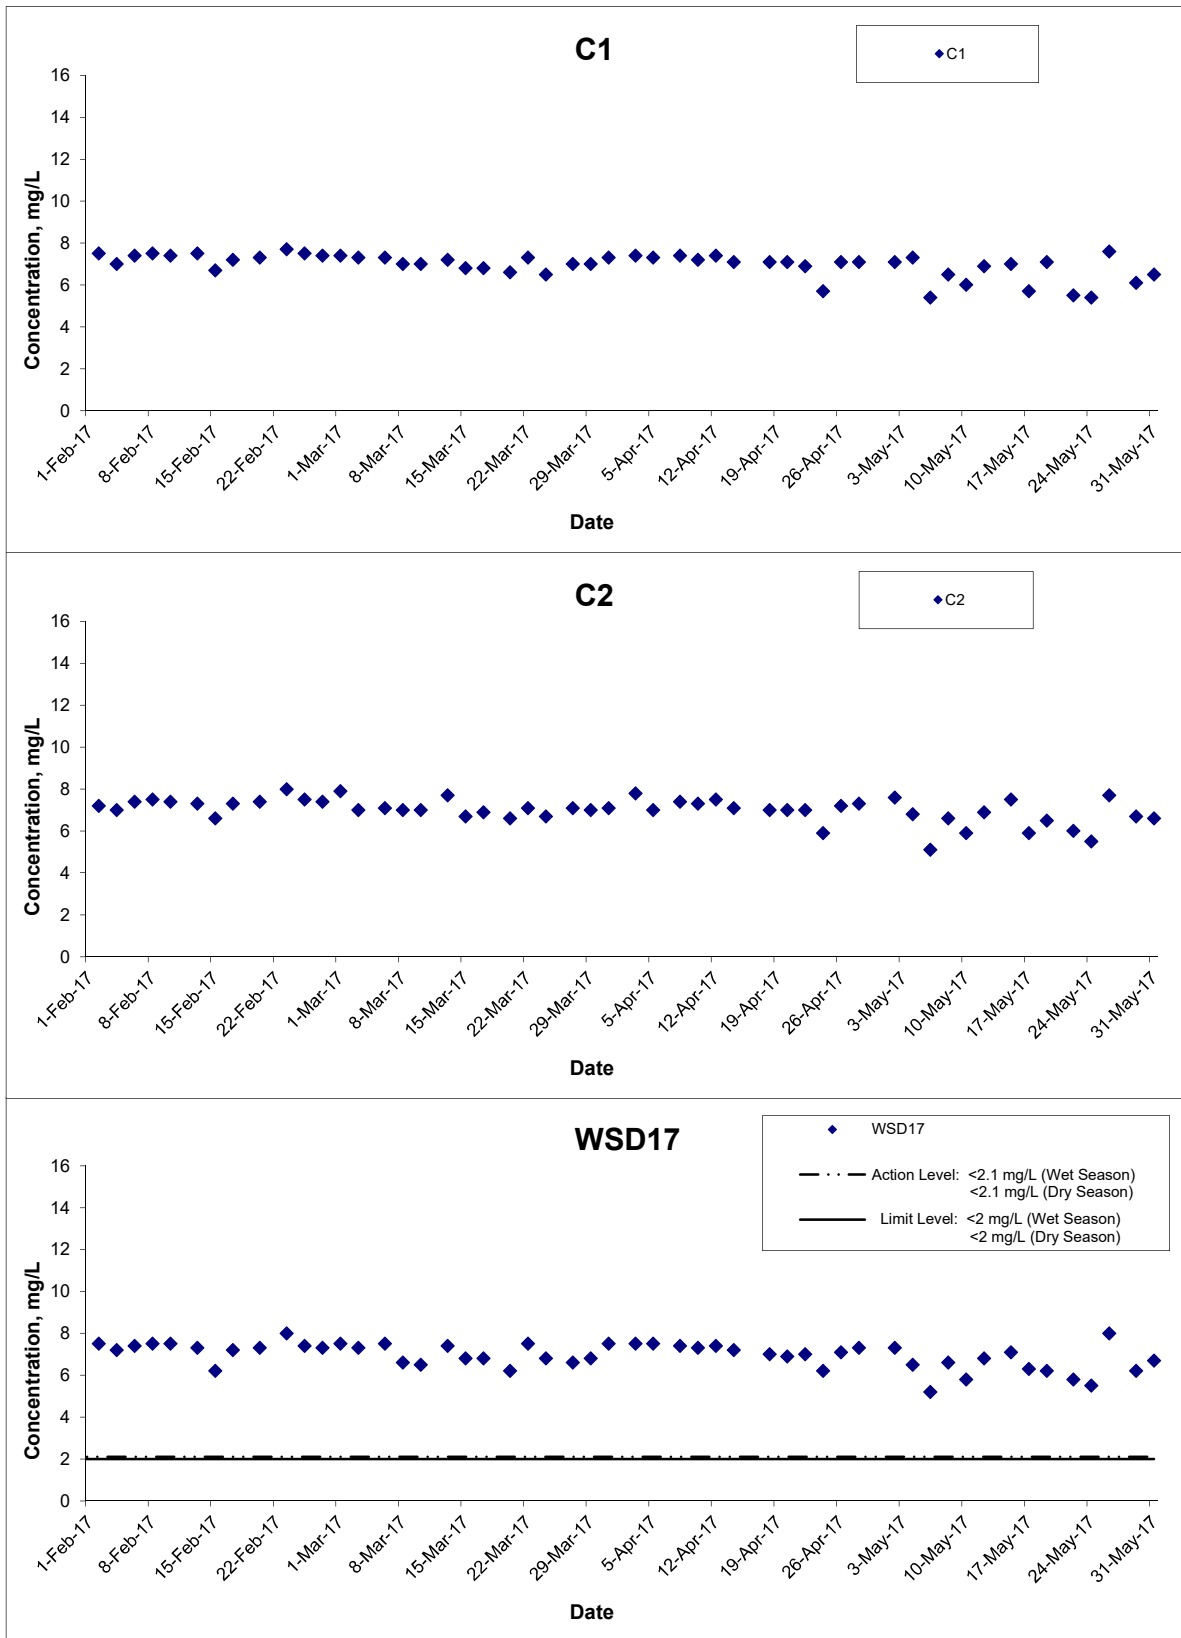 C1
C1
16
14
12
10
8
6
4
2
0
Concentration, mg/L
1-Feb-17
8-Feb-17
15-Feb-17
22-Feb-17
1-Mar-17
8-Mar-17
15-Mar-17
22-Mar-17
29-Mar-17
5-Apr-17
12-Apr-17
19-Apr-17
26-Apr-17
3-May-17
10-May-17
17-May-17
24-May-17
31-May-17
Date
C2
C2
16
14
12
10
8
6
4
2
0
Concentration, mg/L
1-Feb-17
8-Feb-17
15-Feb-17
22-Feb-17
1-Mar-17
8-Mar-17
15-Mar-17
22-Mar-17
29-Mar-17
5-Apr-17
12-Apr-17
19-Apr-17
26-Apr-17
3-May-17
10-May-17
17-May-17
24-May-17
31-May-17
Date
WSD17
WSD17
Action Level: <2.1 mg/L (Wet Season)
<2.1 mg/L (Dry Season)
Limit Level: <2 mg/L (Wet Season)
<2 mg/L (Dry Season)
16
14
12
10
8
6
4
2
0
Concentration, mg/L
1-Feb-17
8-Feb-17
15-Feb-17
22-Feb-17
1-Mar-17
8-Mar-17
15-Mar-17
22-Mar-17
29-Mar-17
5-Apr-17
12-Apr-17
19-Apr-17
26-Apr-17
3-May-17
10-May-17
17-May-17
24-May-17
31-May-17
Date